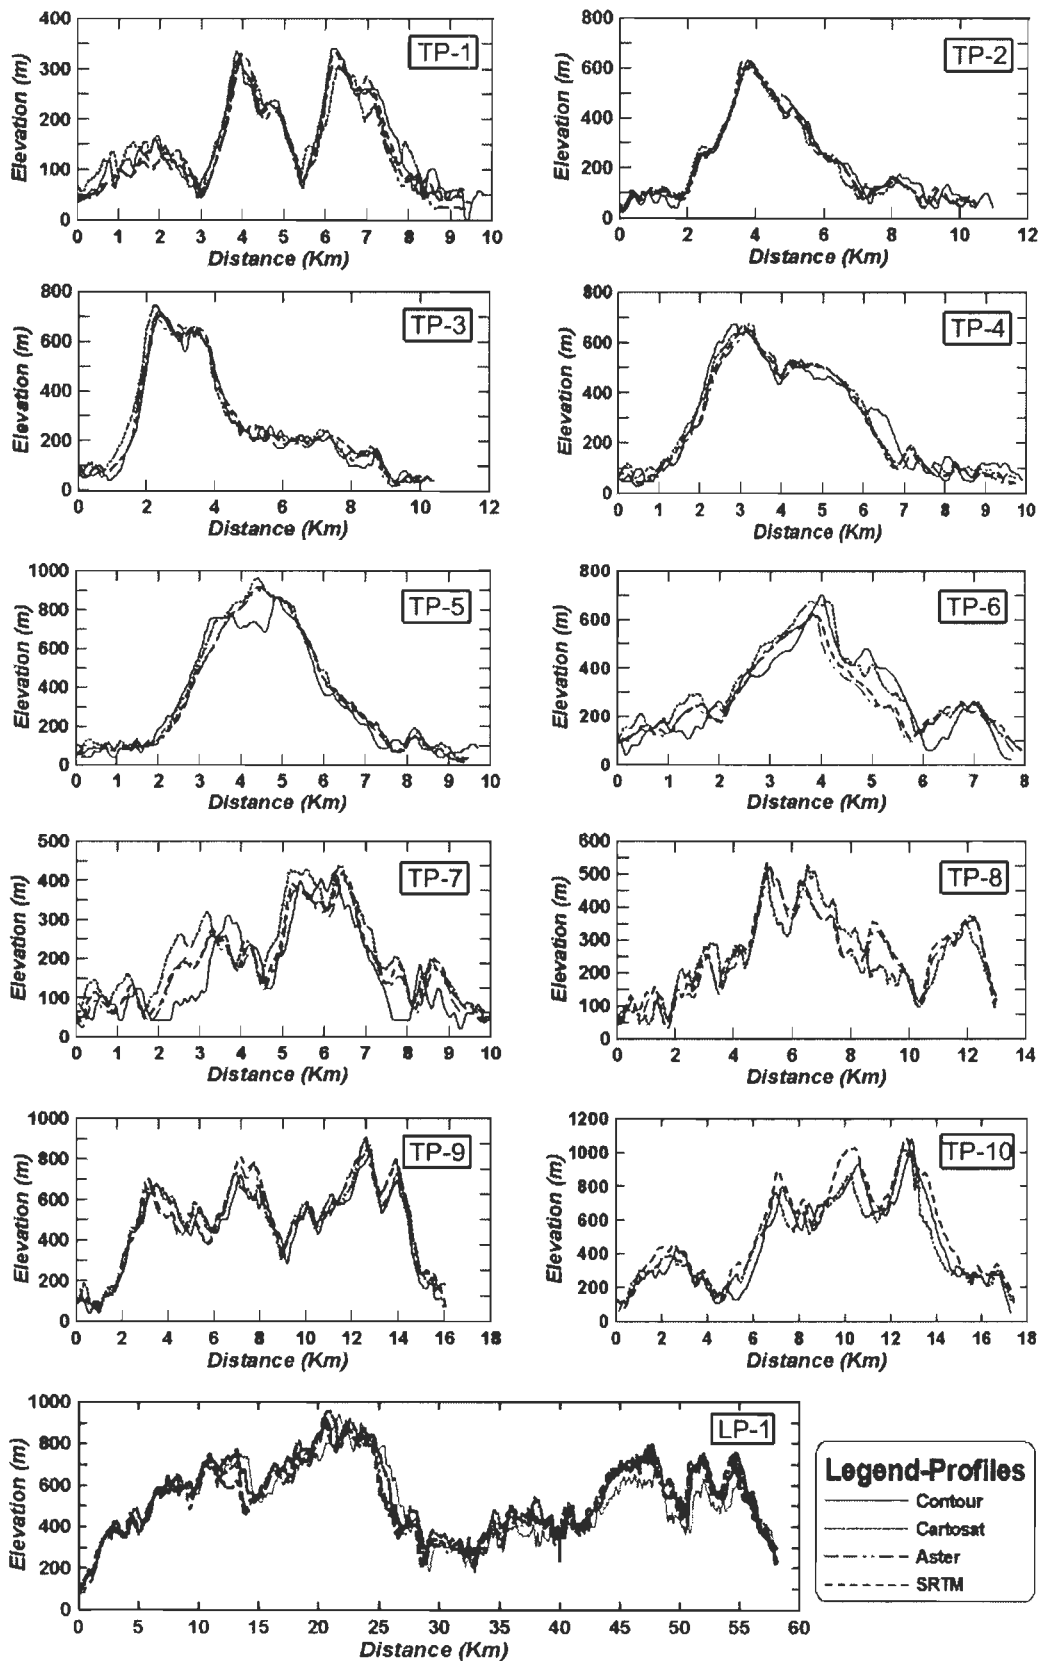 400
300
200
100
0
Elevation (m)
TP-1
0 1 2 3 4 5 6 7 8 9 10
Distance (Km)
800
600
400
200
0
Elevation (m)
TP-2
0 2 4 6 8 10 12
Distance (Km)
800
600
400
200
0
Elevation (m)
TP-3
0 2 4 6 8 10 12
Distance (Km)
800
600
400
200
0
Elevation (m)
TP-4
0 1 2 3 4 5 6 7 8 9 10
Distance (Km)
1000
800
600
400
200
0
Elevation (m)
TP-5
0 1 2 3 4 5 6 7 8 9 10
Distance (Km)
800
600
400
200
0
Elevation (m)
TP-6
0 1 2 3 4 5 6 7 8
Distance (Km)
500
400
300
200
100
0
Elevation (m)
TP-7
0 1 2 3 4 5 6 7 8 9 10
Distance (Km)
600
500
400
300
200
100
0
Elevation (m)
TP-8
0 2 4 6 8 10 12 14
Distance (Km)
1000
800
600
400
200
0
Elevation (m)
TP-9
0 2 4 6 8 10 12 14 16 18
Distance (Km)
1200
1000
800
600
400
200
0
Elevation (m)
TP-10
0 2 4 6 8 10 12 14 16 18
Distance (Km)
1000
800
600
400
200
0
Elevation (m)
LP-1
0 5 10 15 20 25 30 35 40 45 50 55 60
Distance (Km)
Legend-Profiles
Contour
Cartosat
Aster
SRTM